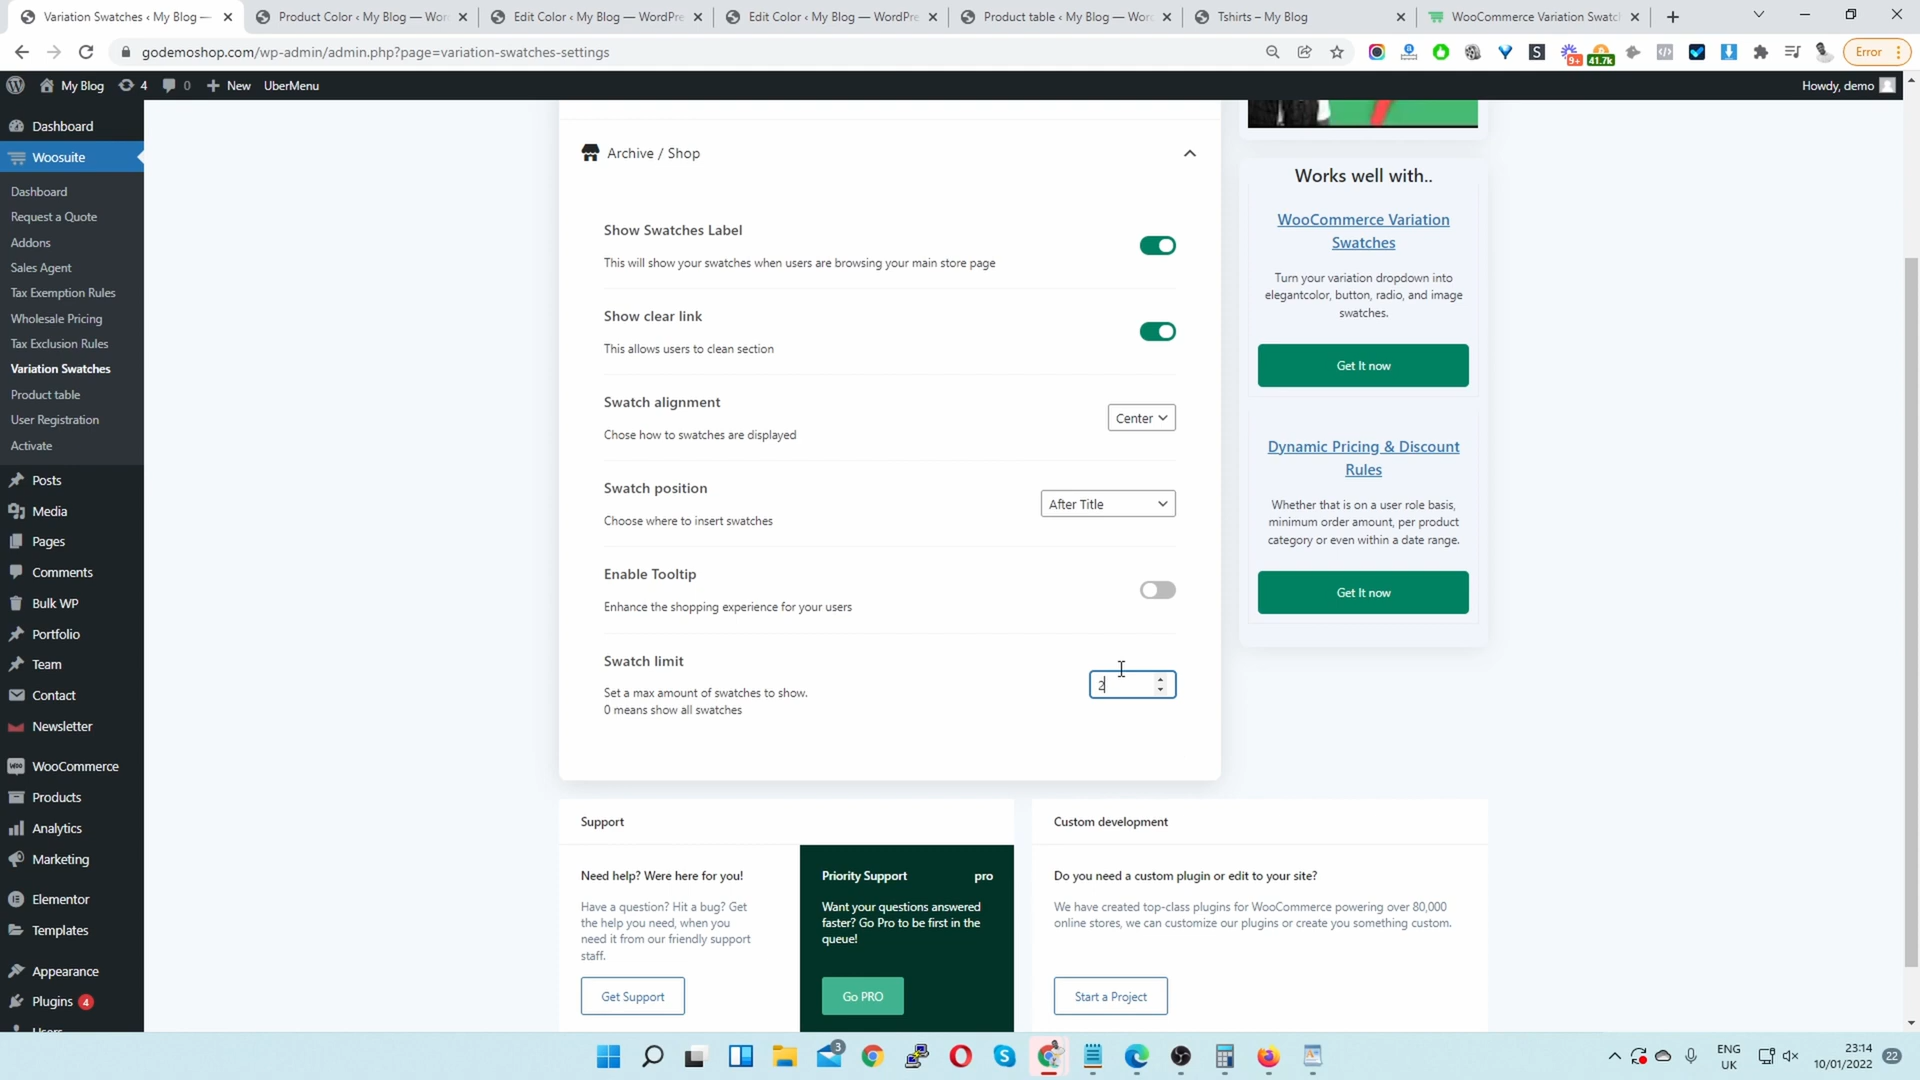 Variation Swatches ‹ My Blog —
Product Color ‹ My Blog — Wor
Edit Color ‹ My Blog — WordPre
Edit Color ‹ My Blog — WordPre
Product table ‹ My Blog — Worc
Tshirts – My Blog
WooCommerce Variation Swatc
godemoshop.com/wp-admin/admin.php?page=variation-swatches-settings
9+
41.7k
Error
My Blog
4
0
New
UberMenu
Howdy, demo
Dashboard
Woosuite
Dashboard
Request a Quote
Addons
Sales Agent
Tax Exemption Rules
Wholesale Pricing
Tax Exclusion Rules
Variation Swatches
Product table
User Registration
Activate
Posts
Media
Pages
Comments
Bulk WP
Portfolio
Team
Contact
Newsletter
WooCommerce
Products
Analytics
Marketing
Elementor
Templates
Appearance
Plugins 4
Users
Archive / Shop
Show Swatches Label
This will show your swatches when users are browsing your main store page
Show clear link
This allows users to clean section
Swatch alignment
Chose how to swatches are displayed
Center
Swatch position
Choose where to insert swatches
After Title
Enable Tooltip
Enhance the shopping experience for your users
Swatch limit
Set a max amount of swatches to show.
0 means show all swatches
2
Works well with..
WooCommerce Variation
Swatches
Turn your variation dropdown into
elegantcolor, button, radio, and image
swatches.
Get It now
Dynamic Pricing & Discount
Rules
Whether that is on a user role basis,
minimum order amount, per product
category or even within a date range.
Get It now
Support
Need help? Were here for you!
Have a question? Hit a bug? Get
the help you need, when you
need it from our friendly support
staff.
Get Support
Priority Support pro
Want your questions answered
faster? Go Pro to be first in the
queue!
Go PRO
Custom development
Do you need a custom plugin or edit to your site?
We have created top-class plugins for WooCommerce powering over 80,000
online stores, we can customize our plugins or create you something custom.
Start a Project
3
ENG
UK
23:14
10/01/2022
22